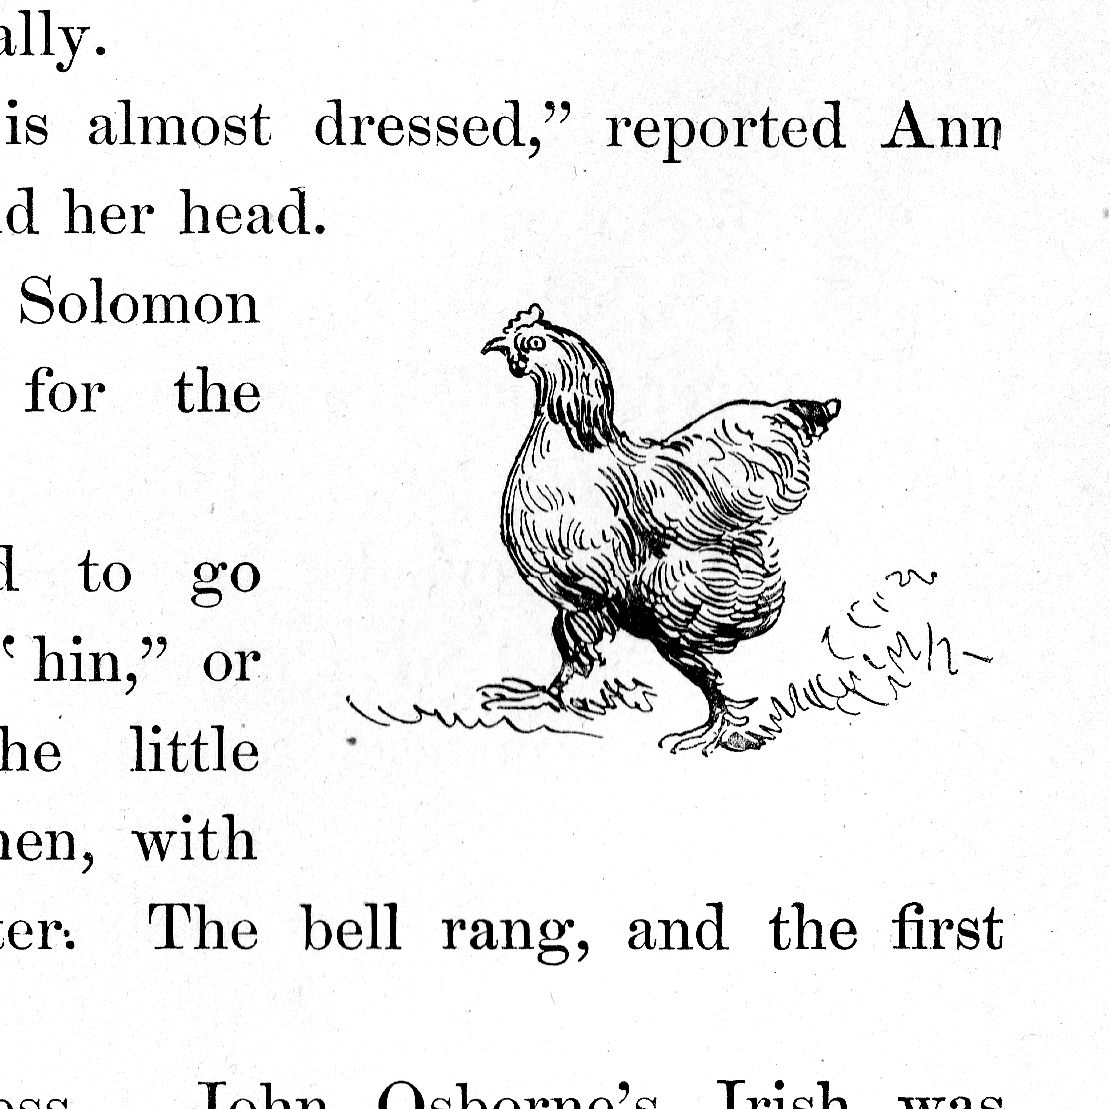 ally.
is almost dressed,” reported Ann
d her head.
Solomon
for the
d to go
‘ hin,” or
he little
hen, with
ter. The bell rang, and the first
ess. John Osborne’s Irish was